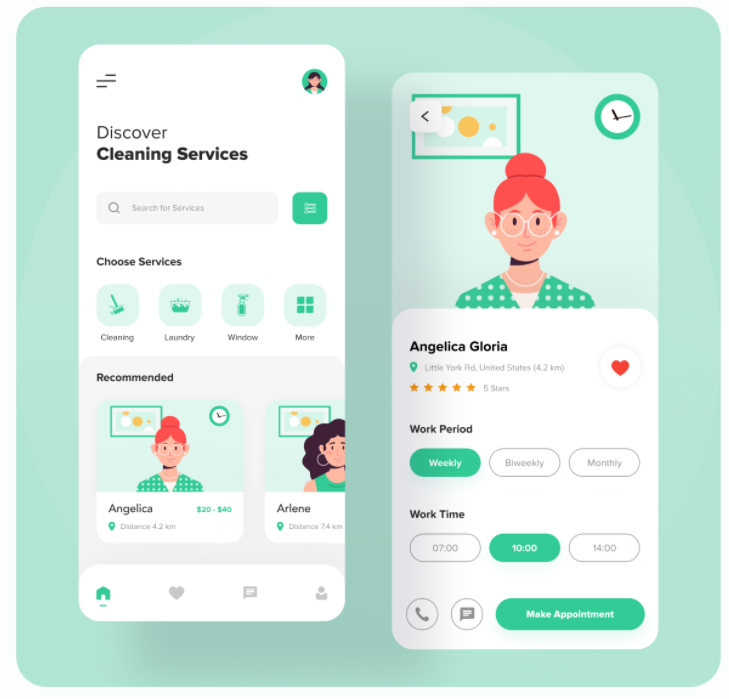 Discover
Cleaning Services
Search for Services
Choose Services
Cleaning Laundry Window More
Recommended
Angelica $20 - $40
Distance 4.2 km
Arlene
Distance 7.4 km
Angelica Gloria
Little York Rd, United States (4.2 km)
5 Stars
Work Period
Weekly Biweekly Monthly
Work Time
07:00 10:00 14:00
Make Appointment